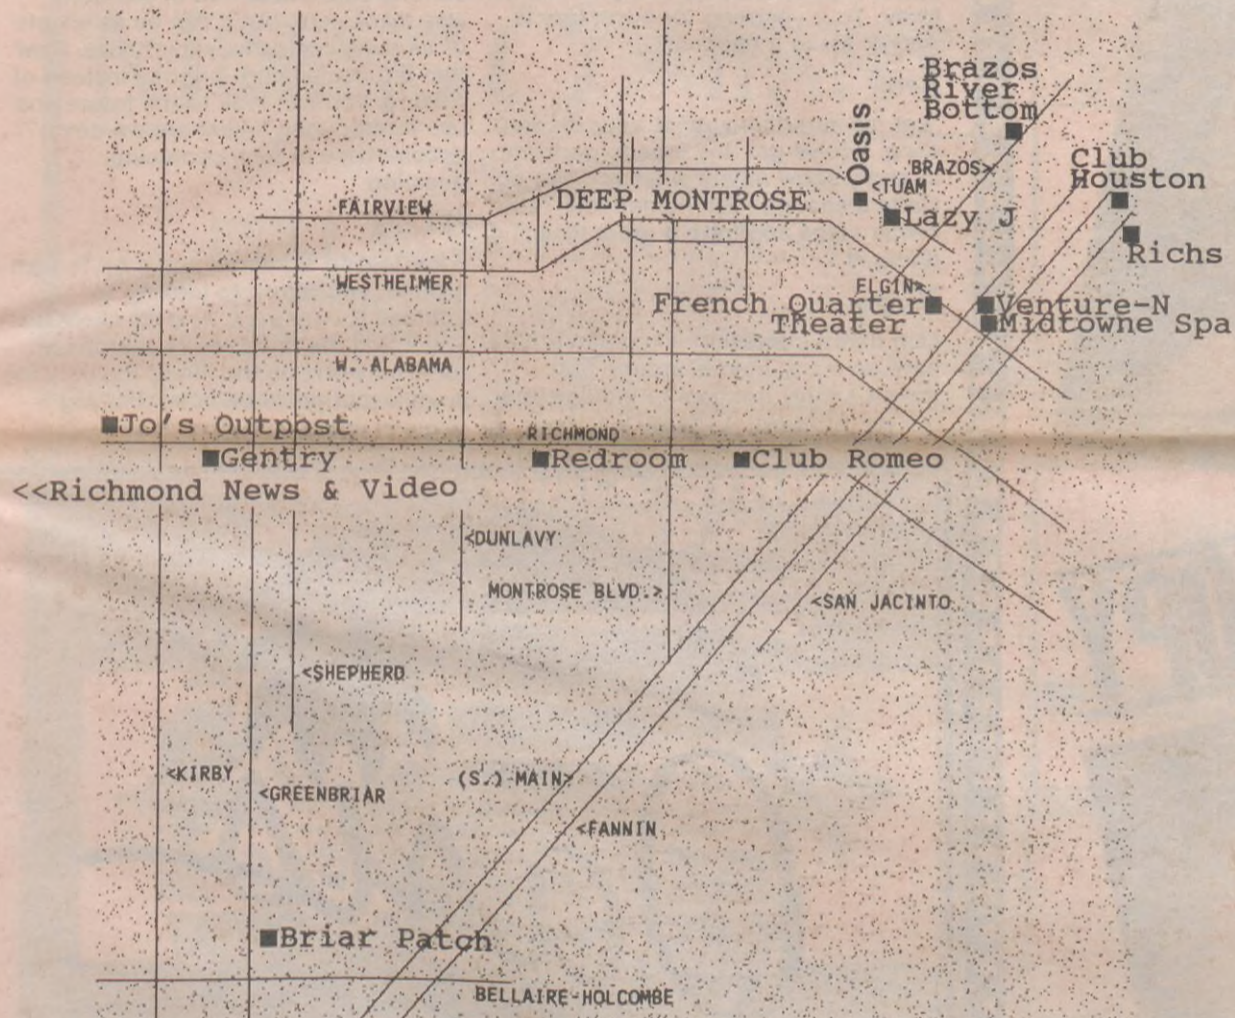 Brazos
River
Bottom
Oasis
BRAZOS>
Club
Houston
<TUAM
FAIRVIEW
DEEP MONTROSE
Lazy J
Richs
WESTHEIMER
ELGIN>
French Quarter
Theater
Venture-N
Midtowne Spa
W. ALABAMA
Jo's Outpost
RICHMOND
Gentry
Redroom
Club Romeo
<<Richmond News & Video
<DUNLAVY
MONTROSE BLVD.>
<SAN JACINTO
<SHEPHERD
<KIRBY
(S.) MAIN>
<GREENBRIAR
<FANNIN
Briar Patch
BELLAIRE-HOLCOMBE